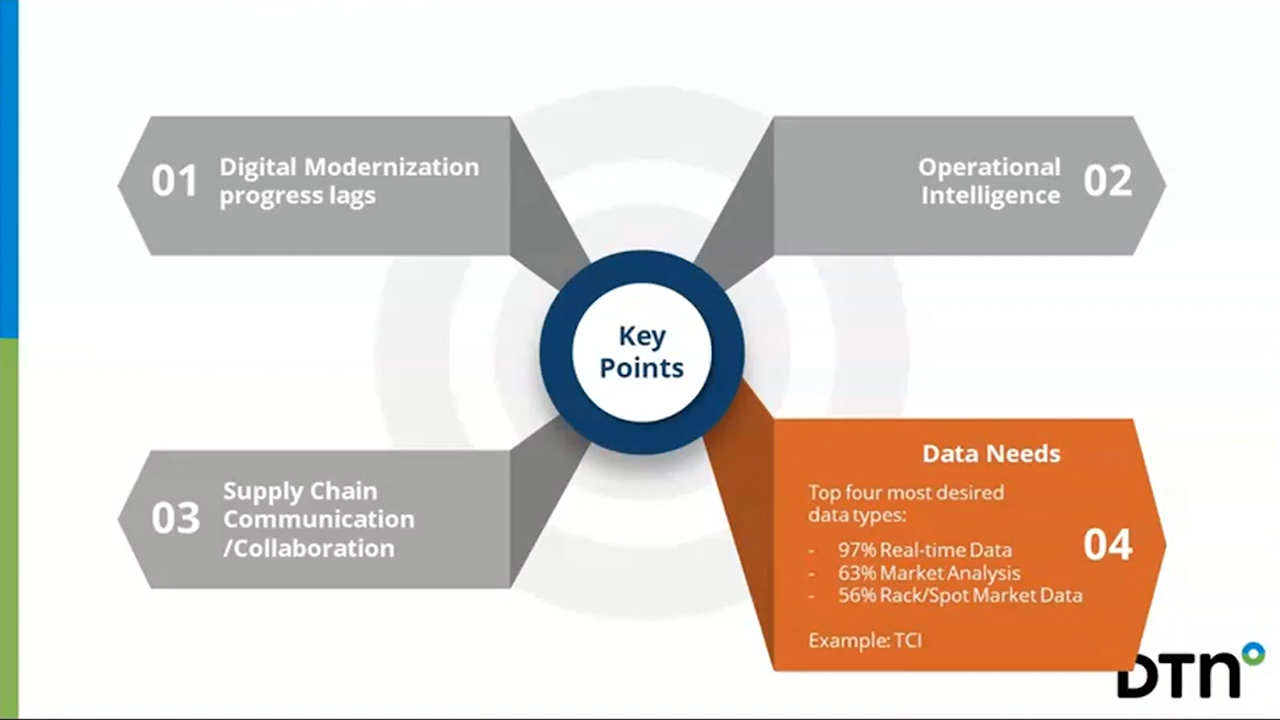 01
Digital Modernization
progress lags
Operational
Intelligence
02
Key
Points
03
Supply Chain
Communication
/Collaboration
Data Needs
Top four most desired
data types:
- 97% Real-time Data
- 63% Market Analysis
- 56% Rack/Spot Market Data
Example: TCI
04
DTN